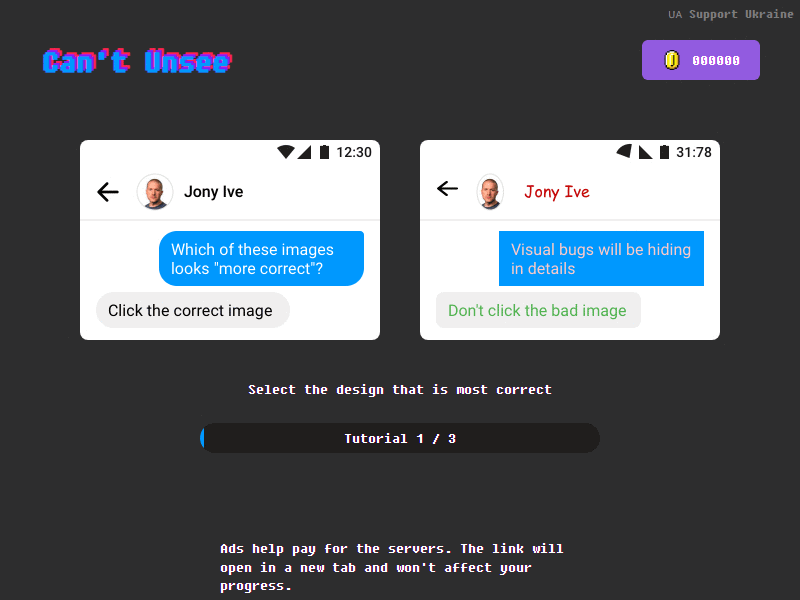 UA Support Ukraine
Can't Unsee
000000
12:30
Jony Ive
Which of these images
looks "more correct"?
Click the correct image
31:78
Jony Ive
Visual bugs will be hiding
in details
Don't click the bad image
Select the design that is most correct
Tutorial 1 / 3
Ads help pay for the servers. The link will
open in a new tab and won't affect your
progress.